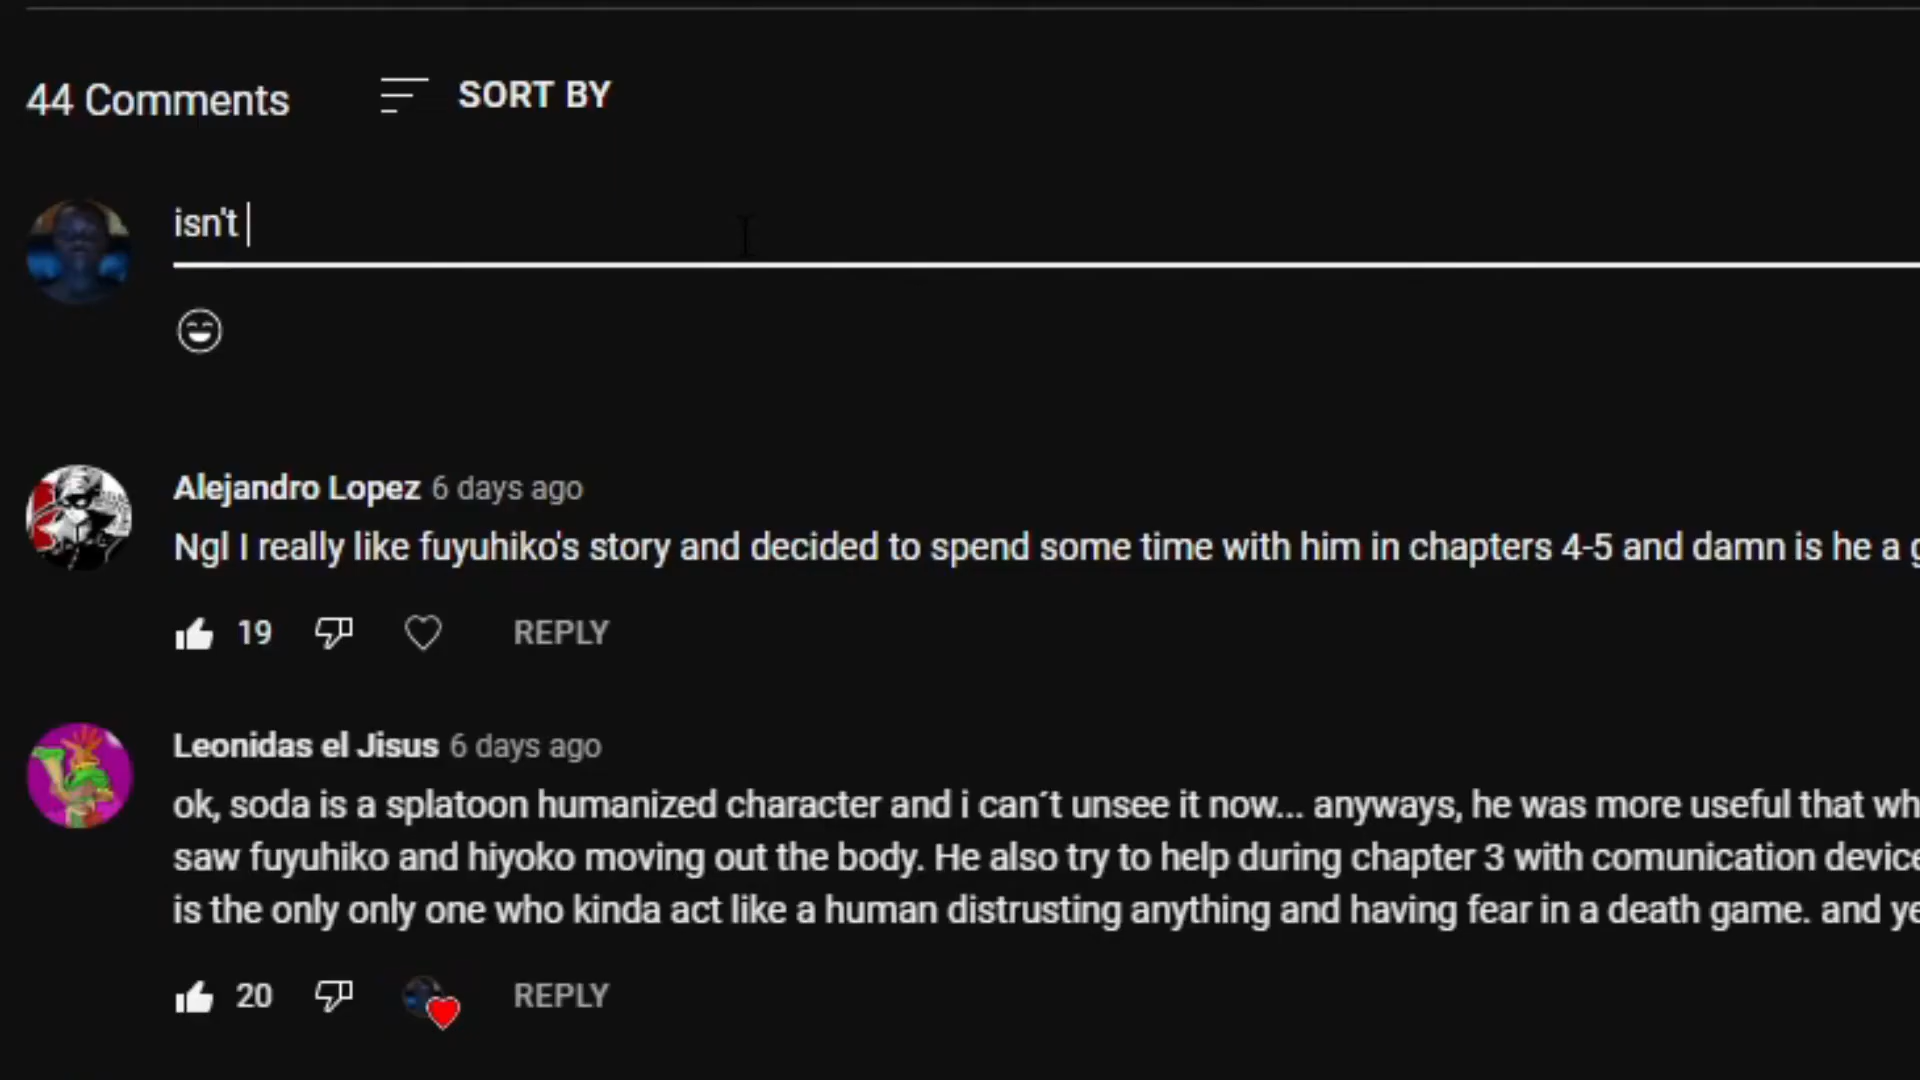 44 Comments
SORT BY
isn't
Alejandro Lopez 6 days ago
Ngl I really like fuyuhiko's story and decided to spend some time with him in chapters 4-5 and damn is he a
19
REPLY
Leonidas el Jisus 6 days ago
ok, soda is a splatoon humanized character and i can´t unsee it now... anyways, he was more useful that
saw fuyuhiko and hiyoko moving out the body. He also try to help during chapter 3 with comunication
is the only only one who kinda act like a human distrusting anything and having fear in a death game. and
20
REPLY